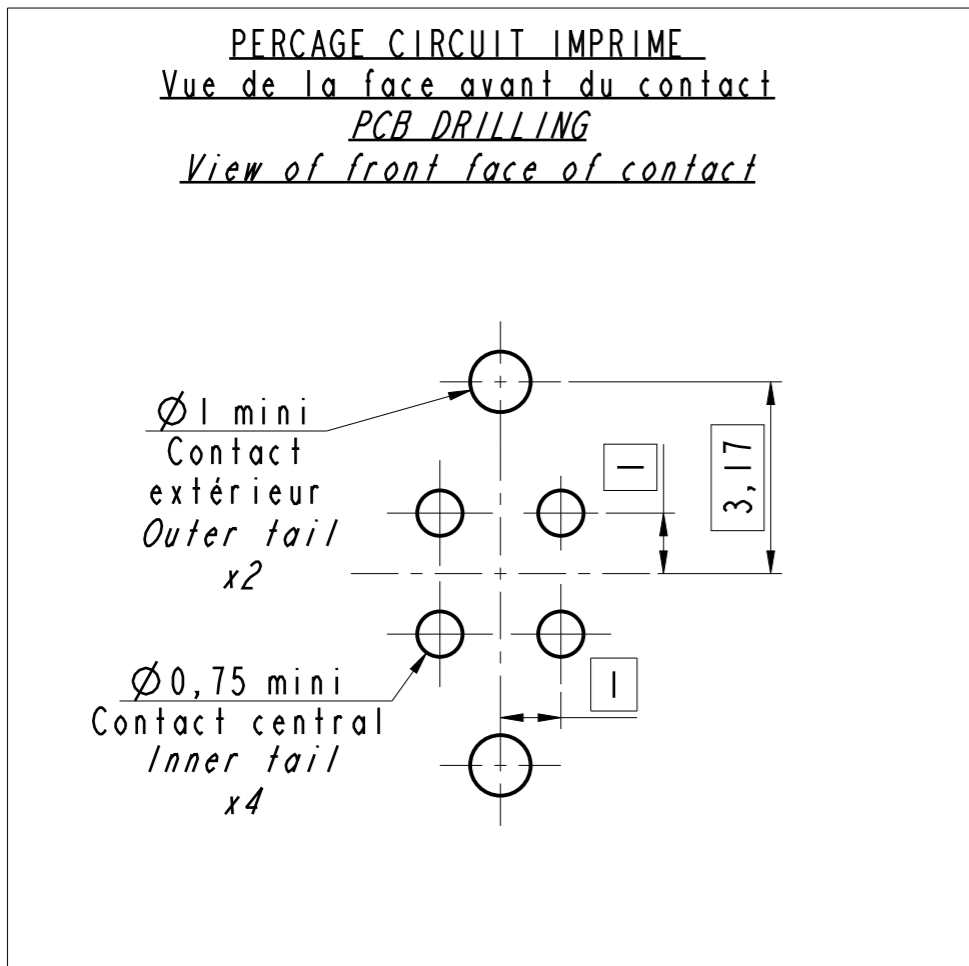 PERCAGE CIRCUIT IMPRIME
Vue de la face avant du contact
PCB DRILLING
View of front face of contact
Ø1 mini
Contact
extérieur
Outer tail
x2
1
3,17
Ø0,75 mini
Contact central
Inner tail
x4
1